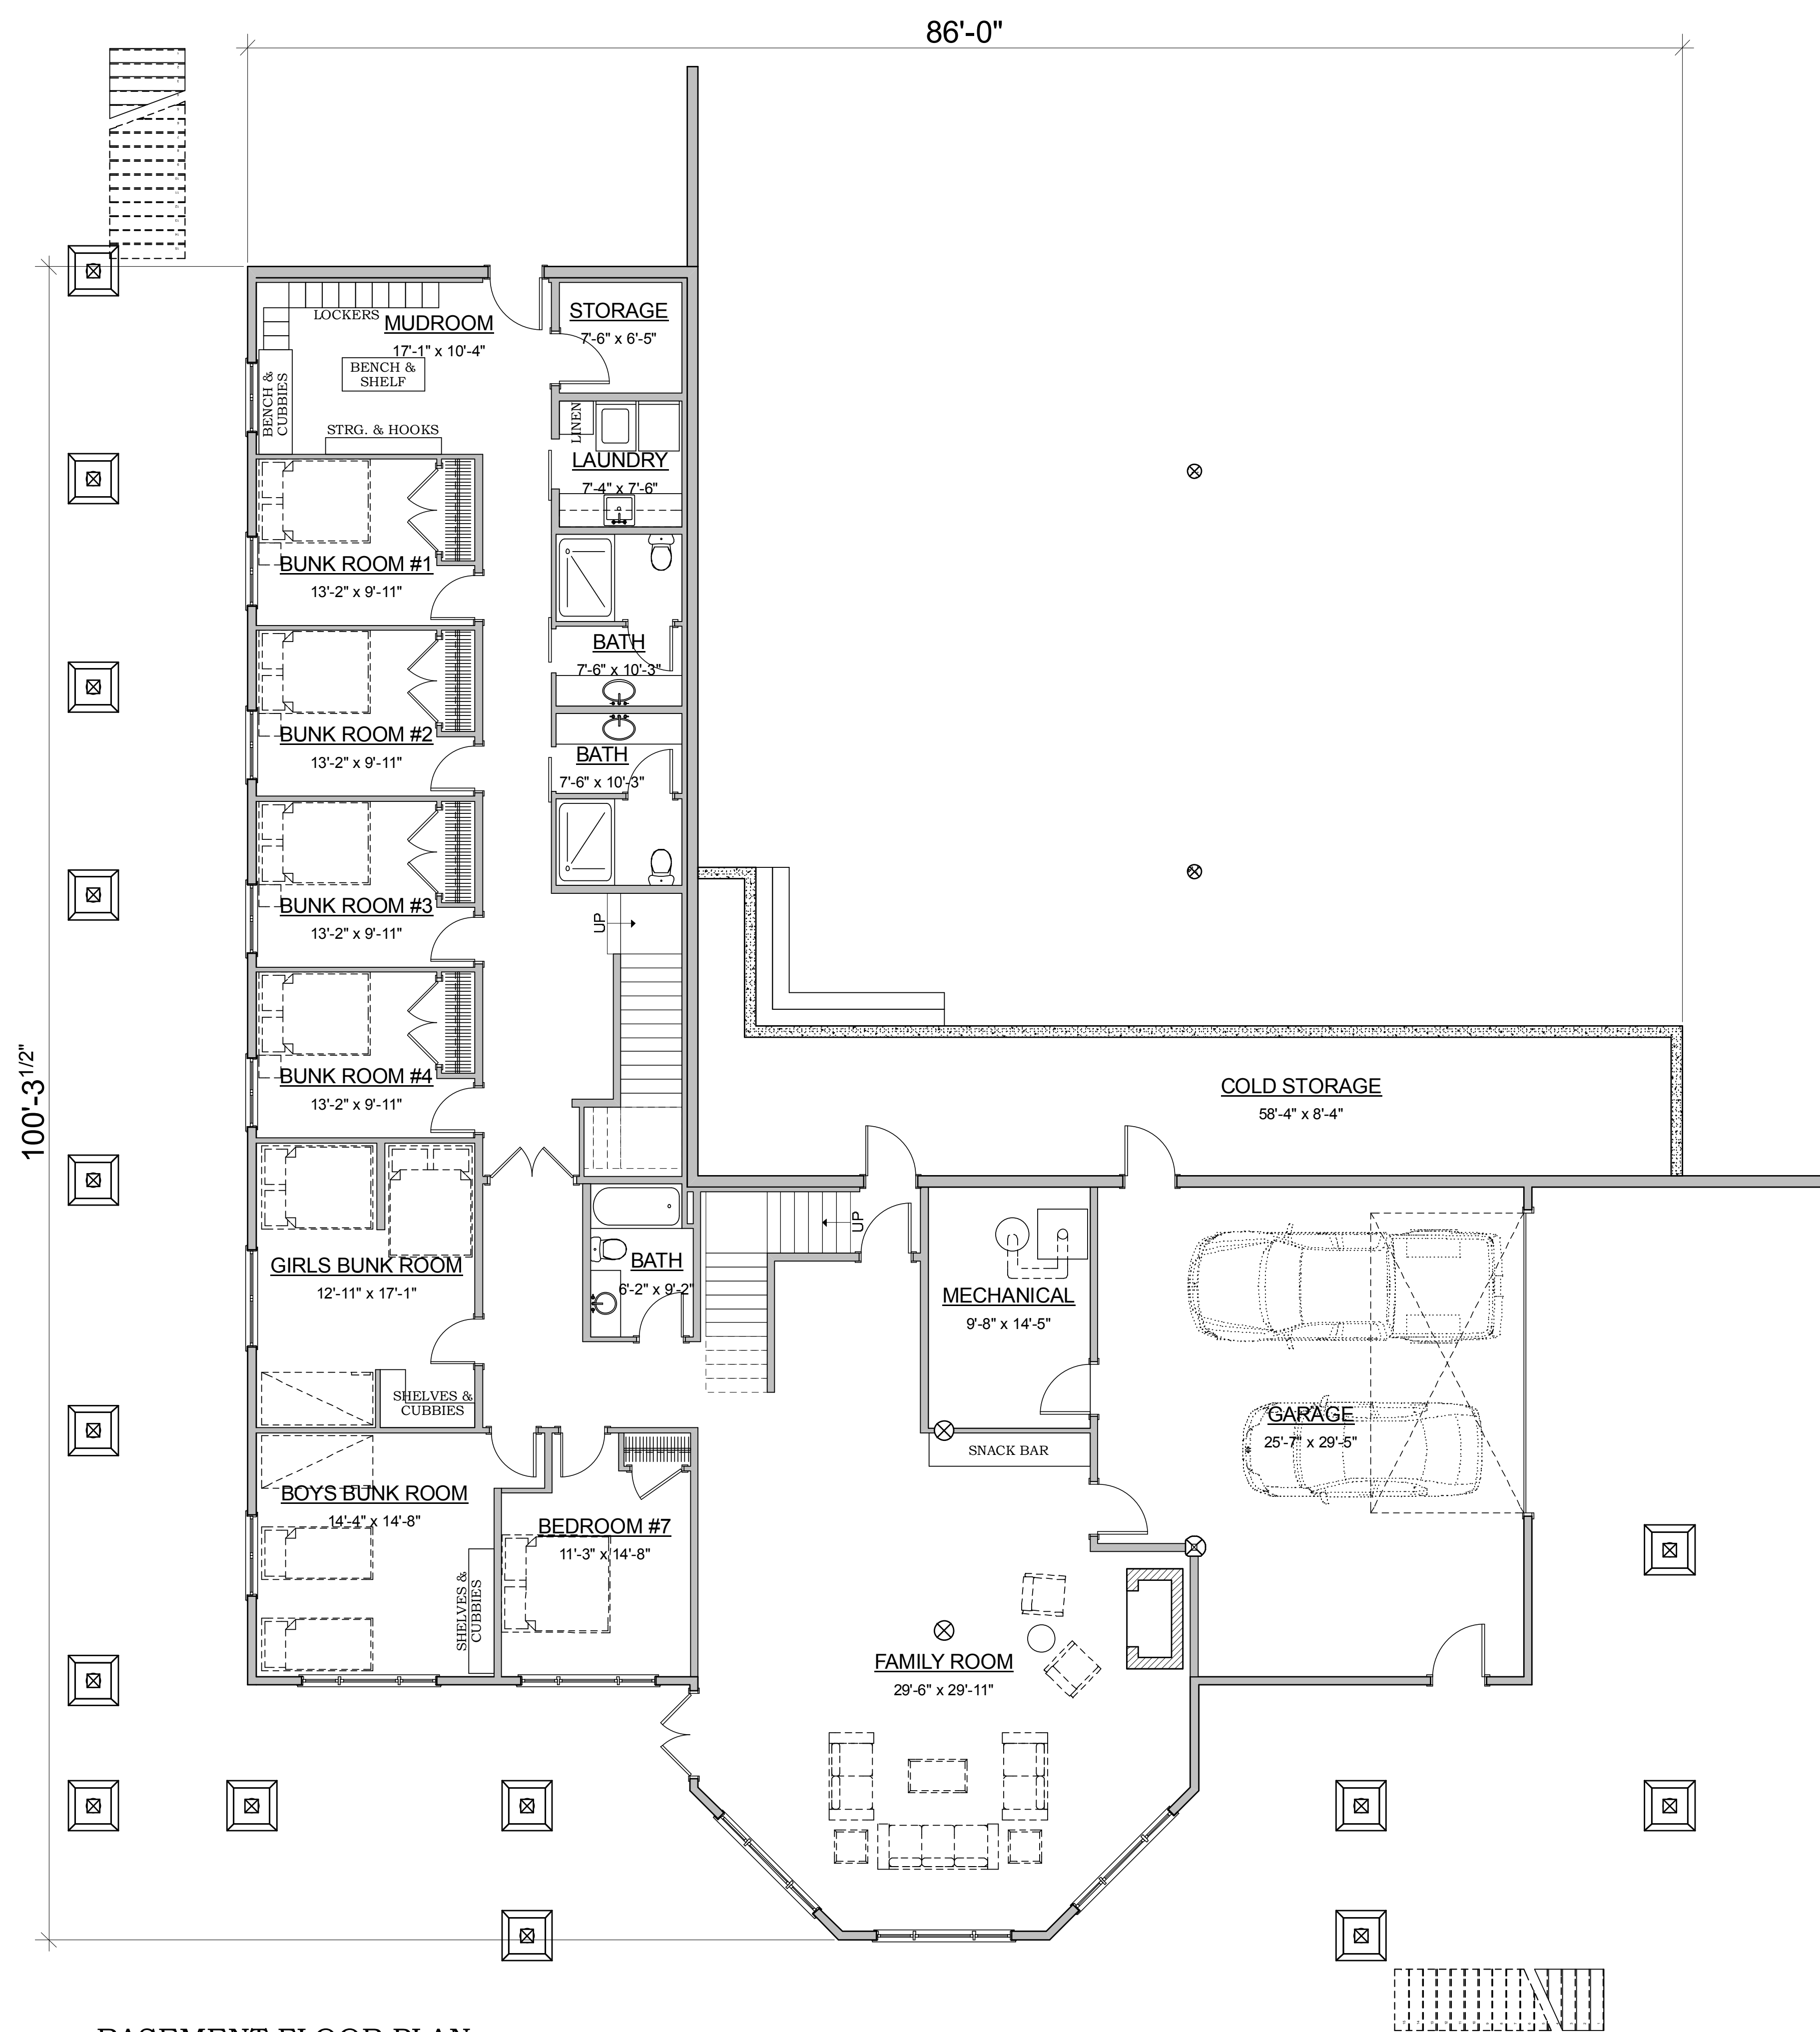 86'-0"
STORAGE
7'-6" x 6'-5"
LOCKERS
MUDROOM
17'-1" x 10'-4"
BENCH &
SHELF
BENCH &
CUBBIES
STRG. & HOOKS
LINEN
LAUNDRY
7'-4" x 7'-6"
BUNK ROOM #1
13'-2" x 9'-11"
BATH
7'-6" x 10'-3"
BUNK ROOM #2
13'-2" x 9'-11"
BATH
7'-6" x 10'-3"
BUNK ROOM #3
13'-2" x 9'-11"
UP
BUNK ROOM #4
13'-2" x 9'-11"
100'-3 1/2"
COLD STORAGE
58'-4" x 8'-4"
UP
GIRLS BUNK ROOM
12'-11" x 17'-1"
BATH
6'-2" x 9'-2"
MECHANICAL
9'-8" x 14'-5"
SHELVES &
CUBBIES
GARAGE
25'-7" x 29'-5"
SNACK BAR
BOYS BUNK ROOM
14'-4" x 14'-8"
BEDROOM #7
11'-3" x 14'-8"
SHELVES &
CUBBIES
FAMILY ROOM
29'-6" x 29'-11"
BASEMENT FLOOR PLAN